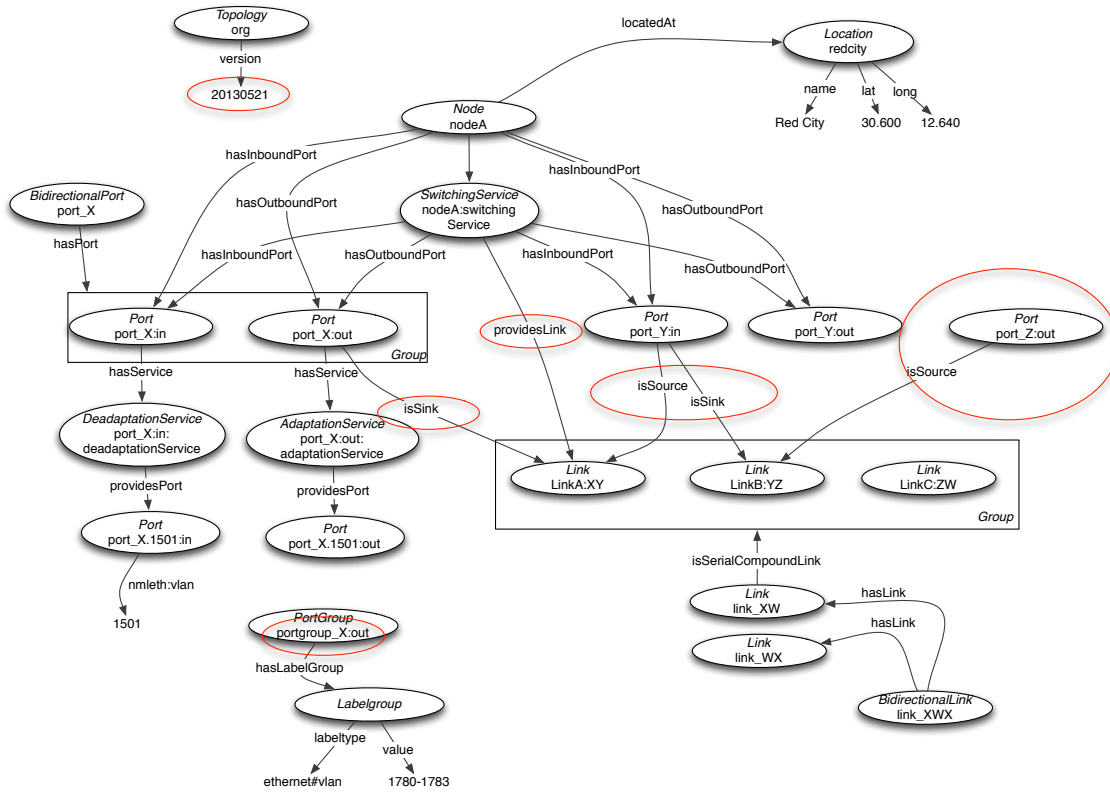 Topology
org
version
20130521
locatedAt
Location
redcity
name
lat
long
Red City
30.600
12.640
Node
nodeA
hasInboundPort
hasOutboundPort
hasInboundPort
hasOutboundPort
BidirectionalPort
port_X
hasPort
SwitchingService
nodeA:switching
Service
hasInboundPort
hasOutboundPort
hasInboundPort
hasOutboundPort
Port
port_X:in
Port
port_X:out
Group
providesLink
Port
port_Y:in
Port
port_Y:out
Port
port_Z:out
hasService
hasService
isSink
isSource
isSink
isSource
DeadaptationService
port_X:in:
deadaptationService
AdaptationService
port_X:out:
adaptationService
providesPort
providesPort
Link
LinkA:XY
Link
LinkB:YZ
Link
LinkC:ZW
Group
Port
port_X.1501:in
Port
port_X.1501:out
nmleth:vlan
1501
isSerialCompoundLink
Link
link_XW
hasLink
hasLink
Link
link_WX
BidirectionalLink
link_XWX
PortGroup
portgroup_X:out
hasLabelGroup
Labelgroup
labeltype
value
ethernet#vlan
1780-1783